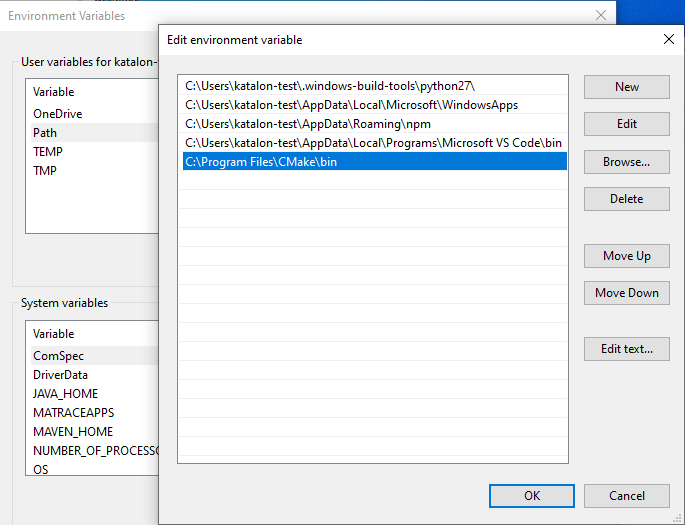 Environment Variables
Edit environment variable
User variables for katalon-
Variable
OneDrive
Path
TEMP
TMP
C:\Users\katalon-test\.windows-build-tools\python27\
C:\Users\katalon-test\AppData\Local\Microsoft\WindowsApps
C:\Users\katalon-test\AppData\Roaming\npm
C:\Users\katalon-test\AppData\Local\Programs\Microsoft VS Code\bin
C:\Program Files\CMake\bin
New
Edit
Browse...
Delete
Move Up
Move Down
Edit text...
System variables
Variable
ComSpec
DriverData
JAVA_HOME
MATRACEAPPS
MAVEN_HOME
NUMBER_OF_PROCESSO
OS
OK
Cancel